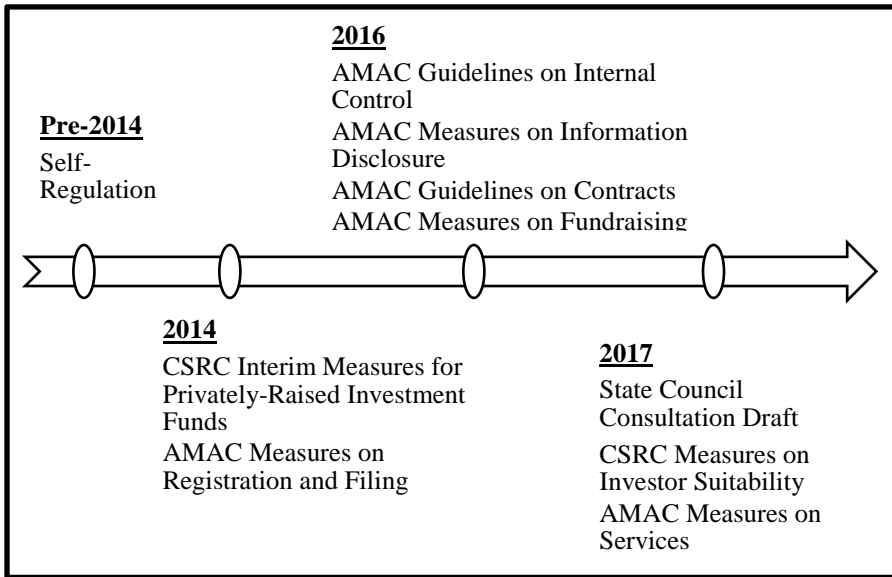 Pre-2014
Self-
Regulation
2016
AMAC Guidelines on Internal
Control
AMAC Measures on Information
Disclosure
AMAC Guidelines on Contracts
AMAC Measures on Fundraising
2014
CSRC Interim Measures for
Privately-Raised Investment
Funds
AMAC Measures on
Registration and Filing
2017
State Council
Consultation Draft
CSRC Measures on
Investor Suitability
AMAC Measures on
Services